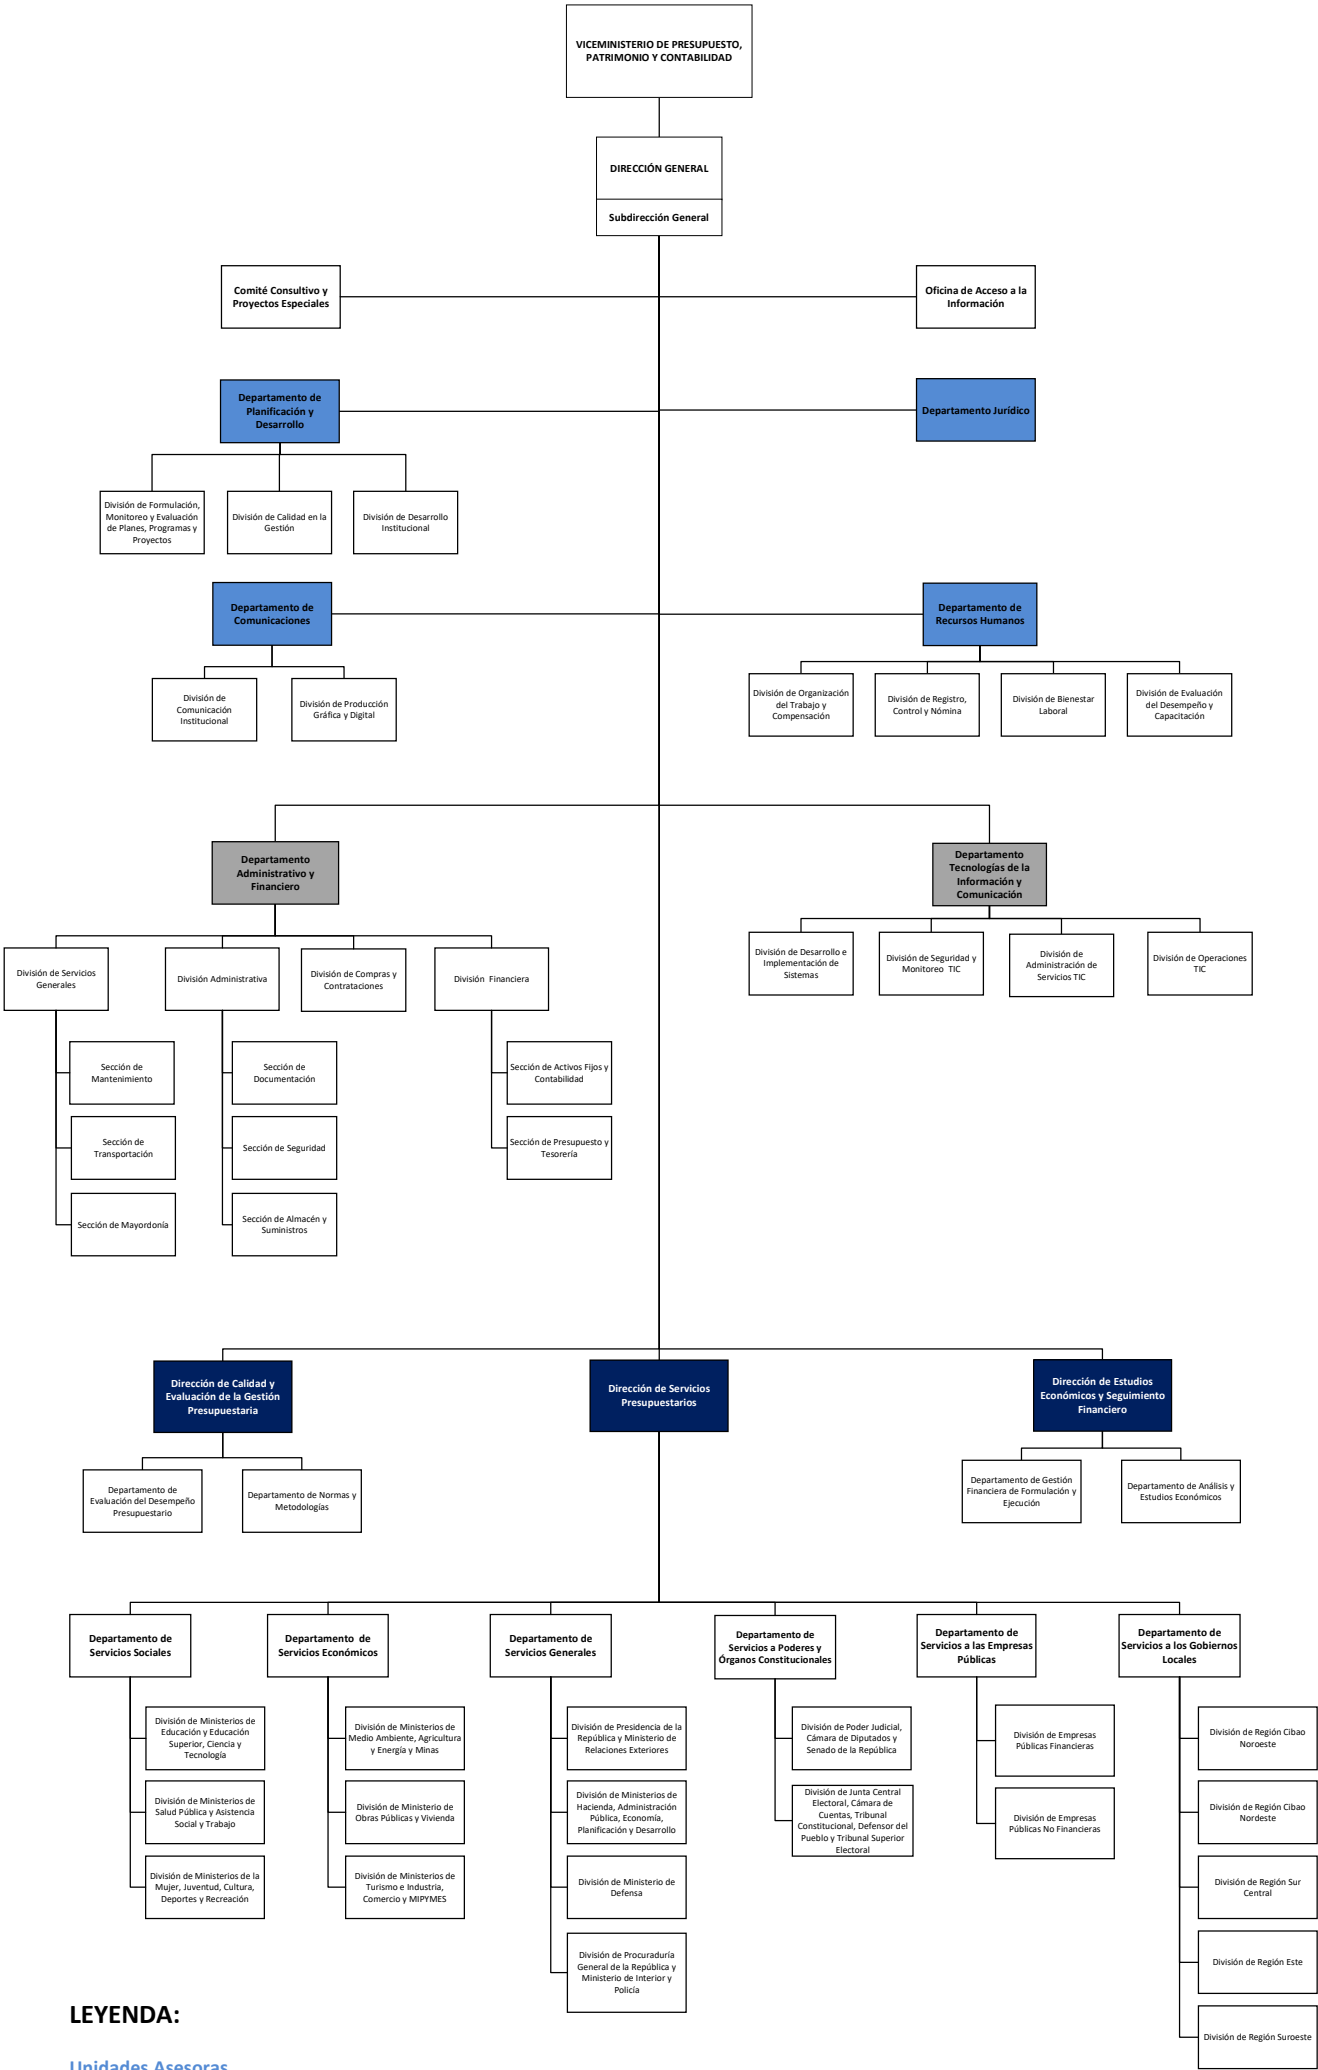 VICEMINISTERIO DE PRESUPUESTO,
PATRIMONIO Y CONTABILIDAD
DIRECCIÓN GENERAL
Subdirección General
Comité Consultivo y
Proyectos Especiales
Oficina de Acceso a la
Información
Departamento de
Planificación y
Desarrollo
Departamento Jurídico
División de Formulación,
Monitoreo y Evaluación
de Planes, Programas y
Proyectos
División de Calidad en la
Gestión
División de Desarrollo
Institucional
Departamento de
Comunicaciones
Departamento de
Recursos Humanos
División de
Comunicación
Institucional
División de Producción
Gráfica y Digital
División de Organización
del Trabajo y
Compensación
División de Registro,
Control y Nómina
División de Bienestar
Laboral
División de Evaluación
del Desempeño y
Capacitación
Departamento
Administrativo y
Financiero
Departamento
Tecnologías de la
Información y
Comunicación
División de Servicios
Generales
División Administrativa
División de Compras y
Contrataciones
División Financiera
División de Desarrollo e
Implementación de
Sistemas
División de Seguridad y
Monitoreo TIC
División de
Administración de
Servicios TIC
División de Operaciones
TIC
Sección de
Mantenimiento
Sección de
Documentación
Sección de Activos Fijos y
Contabilidad
Sección de
Transportación
Sección de Seguridad
Sección de Presupuesto y
Tesorería
Sección de Mayordonía
Sección de Almacén y
Suministros
Dirección de Calidad y
Evaluación de la Gestión
Presupuestaria
Dirección de Servicios
Presupuestarios
Dirección de Estudios
Económicos y Seguimiento
Financiero
Departamento de
Evaluación del Desempeño
Presupuestario
Departamento de Normas y
Metodologías
Departamento de Gestión
Financiera de Formulación y
Ejecución
Departamento de Análisis y
Estudios Económicos
Departamento de
Servicios Sociales
Departamento de
Servicios Económicos
Departamento de
Servicios Generales
Departamento de
Servicios a Poderes y
Órganos Constitucionales
Departamento de
Servicios a las Empresas
Públicas
Departamento de
Servicios a los Gobiernos
Locales
División de Ministerios de
Educación y Educación
Superior, Ciencia y
Tecnología
División de Ministerios de
Medio Ambiente, Agricultura
y Energía y Minas
División de Presidencia de la
República y Ministerio de
Relaciones Exteriores
División de Poder Judicial,
Cámara de Diputados y
Senado de la República
División de Empresas
Públicas Financieras
División de Región Cibao
Noroeste
División de Ministerios de
Salud Pública y Asistencia
Social y Trabajo
División de Ministerio de
Obras Públicas y Vivienda
División de Ministerios de
Hacienda, Administración
Pública, Economía,
Planificación y Desarrollo
División de Junta Central
Electoral, Cámara de
Cuentas, Tribunal
Constitucional, Defensor del
Pueblo y Tribunal Superior
Electoral
División de Empresas
Públicas No Financieras
División de Región Cibao
Nordeste
División de Ministerios de la
Mujer, Juventud, Cultura,
Deportes y Recreación
División de Ministerios de
Turismo e Industria,
Comercio y MIPYMES
División de Ministerio de
Defensa
División de Región Sur
Central
División de Procuraduría
General de la República y
Ministerio de Interior y
Policía
División de Región Este
División de Región Suroeste
LEYENDA:
Unidades Asesoras